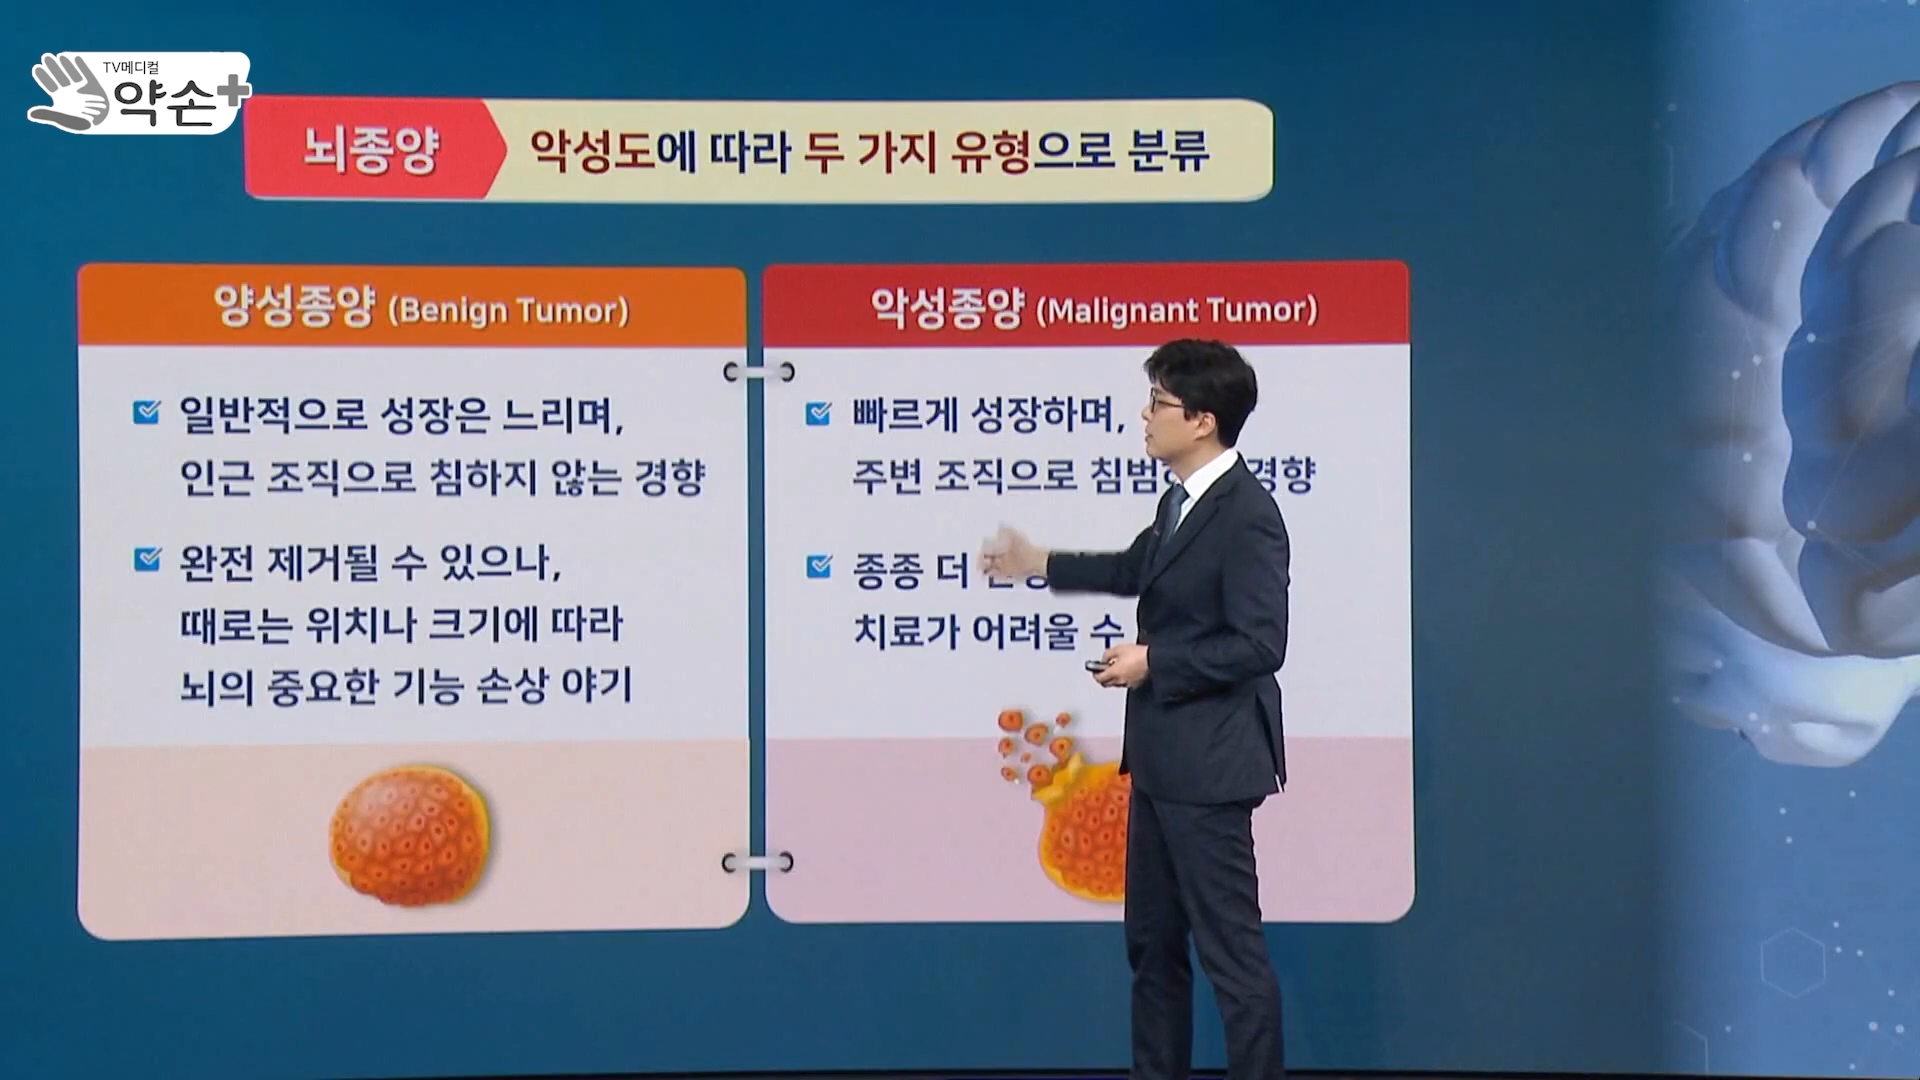 TV메디컬
약손+
뇌종양
악성도에 따라 두 가지 유형으로 분류
양성종양 (Benign Tumor)
일반적으로 성장은 느리며,
인근 조직으로 침하지 않는 경향
완전 제거될 수 있으나,
때로는 위치나 크기에 따라
뇌의 중요한 기능 손상 야기
악성종양 (Malignant Tumor)
빠르게 성장하며,
주변 조직으로 경향
종종 더
치료가 어려울 수